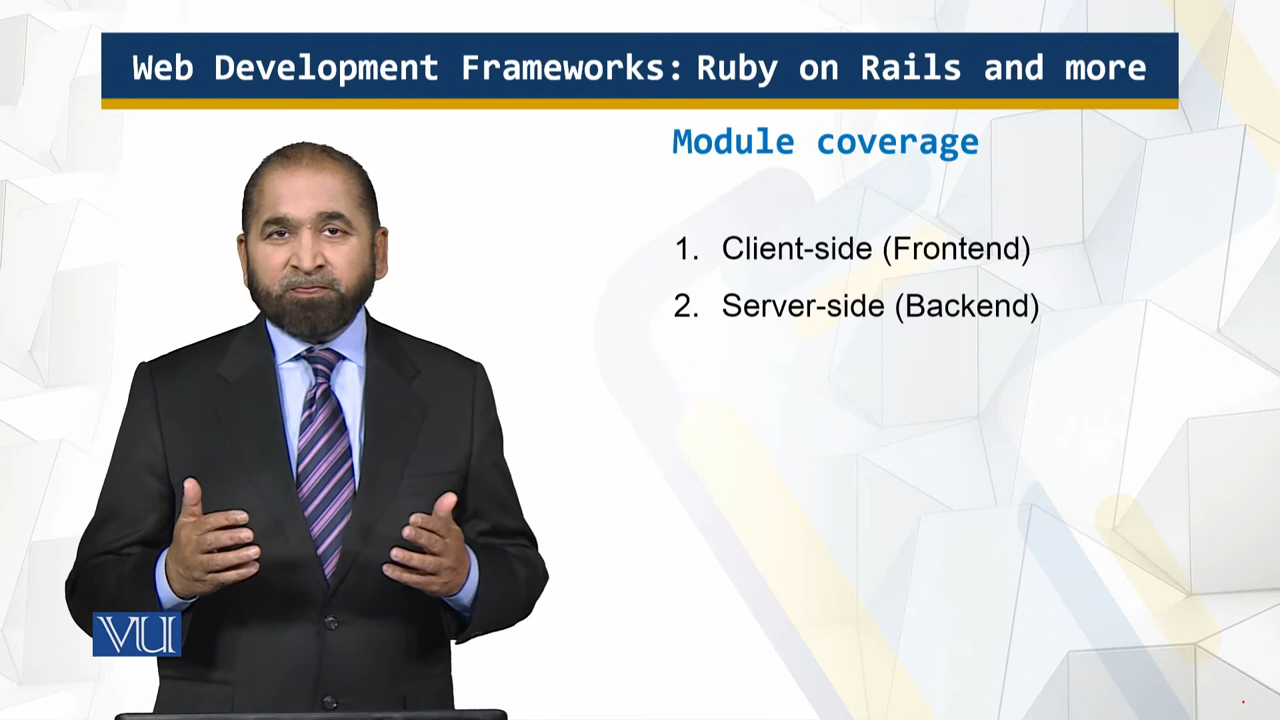 Web Development Frameworks: Ruby on Rails and more
Module coverage
1. Client-side (Frontend)
2. Server-side (Backend)
VU